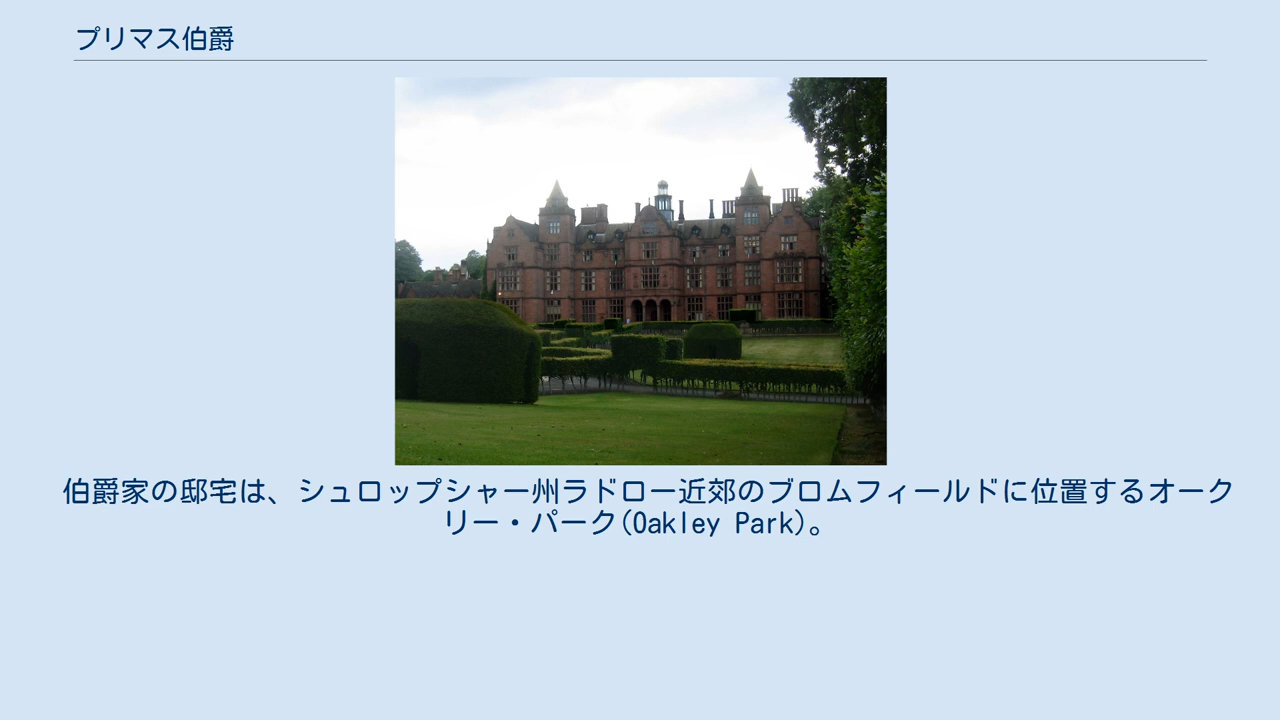 プリマス伯爵
伯爵家の邸宅は、シュロップシャー州ラドロー近郊のブロムフィールドに位置するオーク
リー・パーク(Oakley Park)。